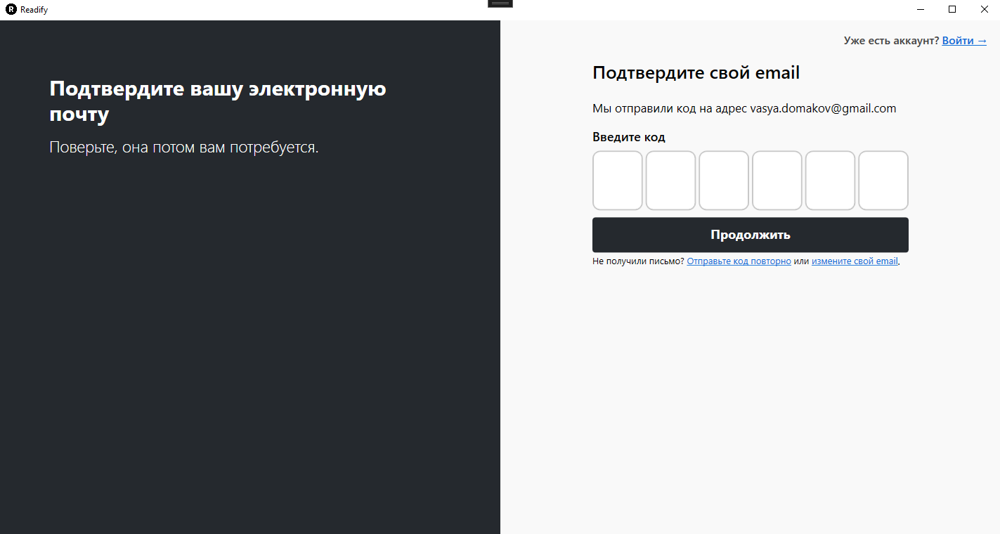 R Readify
Подтвердите вашу электронную
почту
Поверьте, она потом вам потребуется.
Уже есть аккаунт? Войти →
Подтвердите свой email
Мы отправили код на адрес vasya.domakov@gmail.com
Введите код
Продолжить
Не получили письмо? Отправьте код повторно или измените свой email.